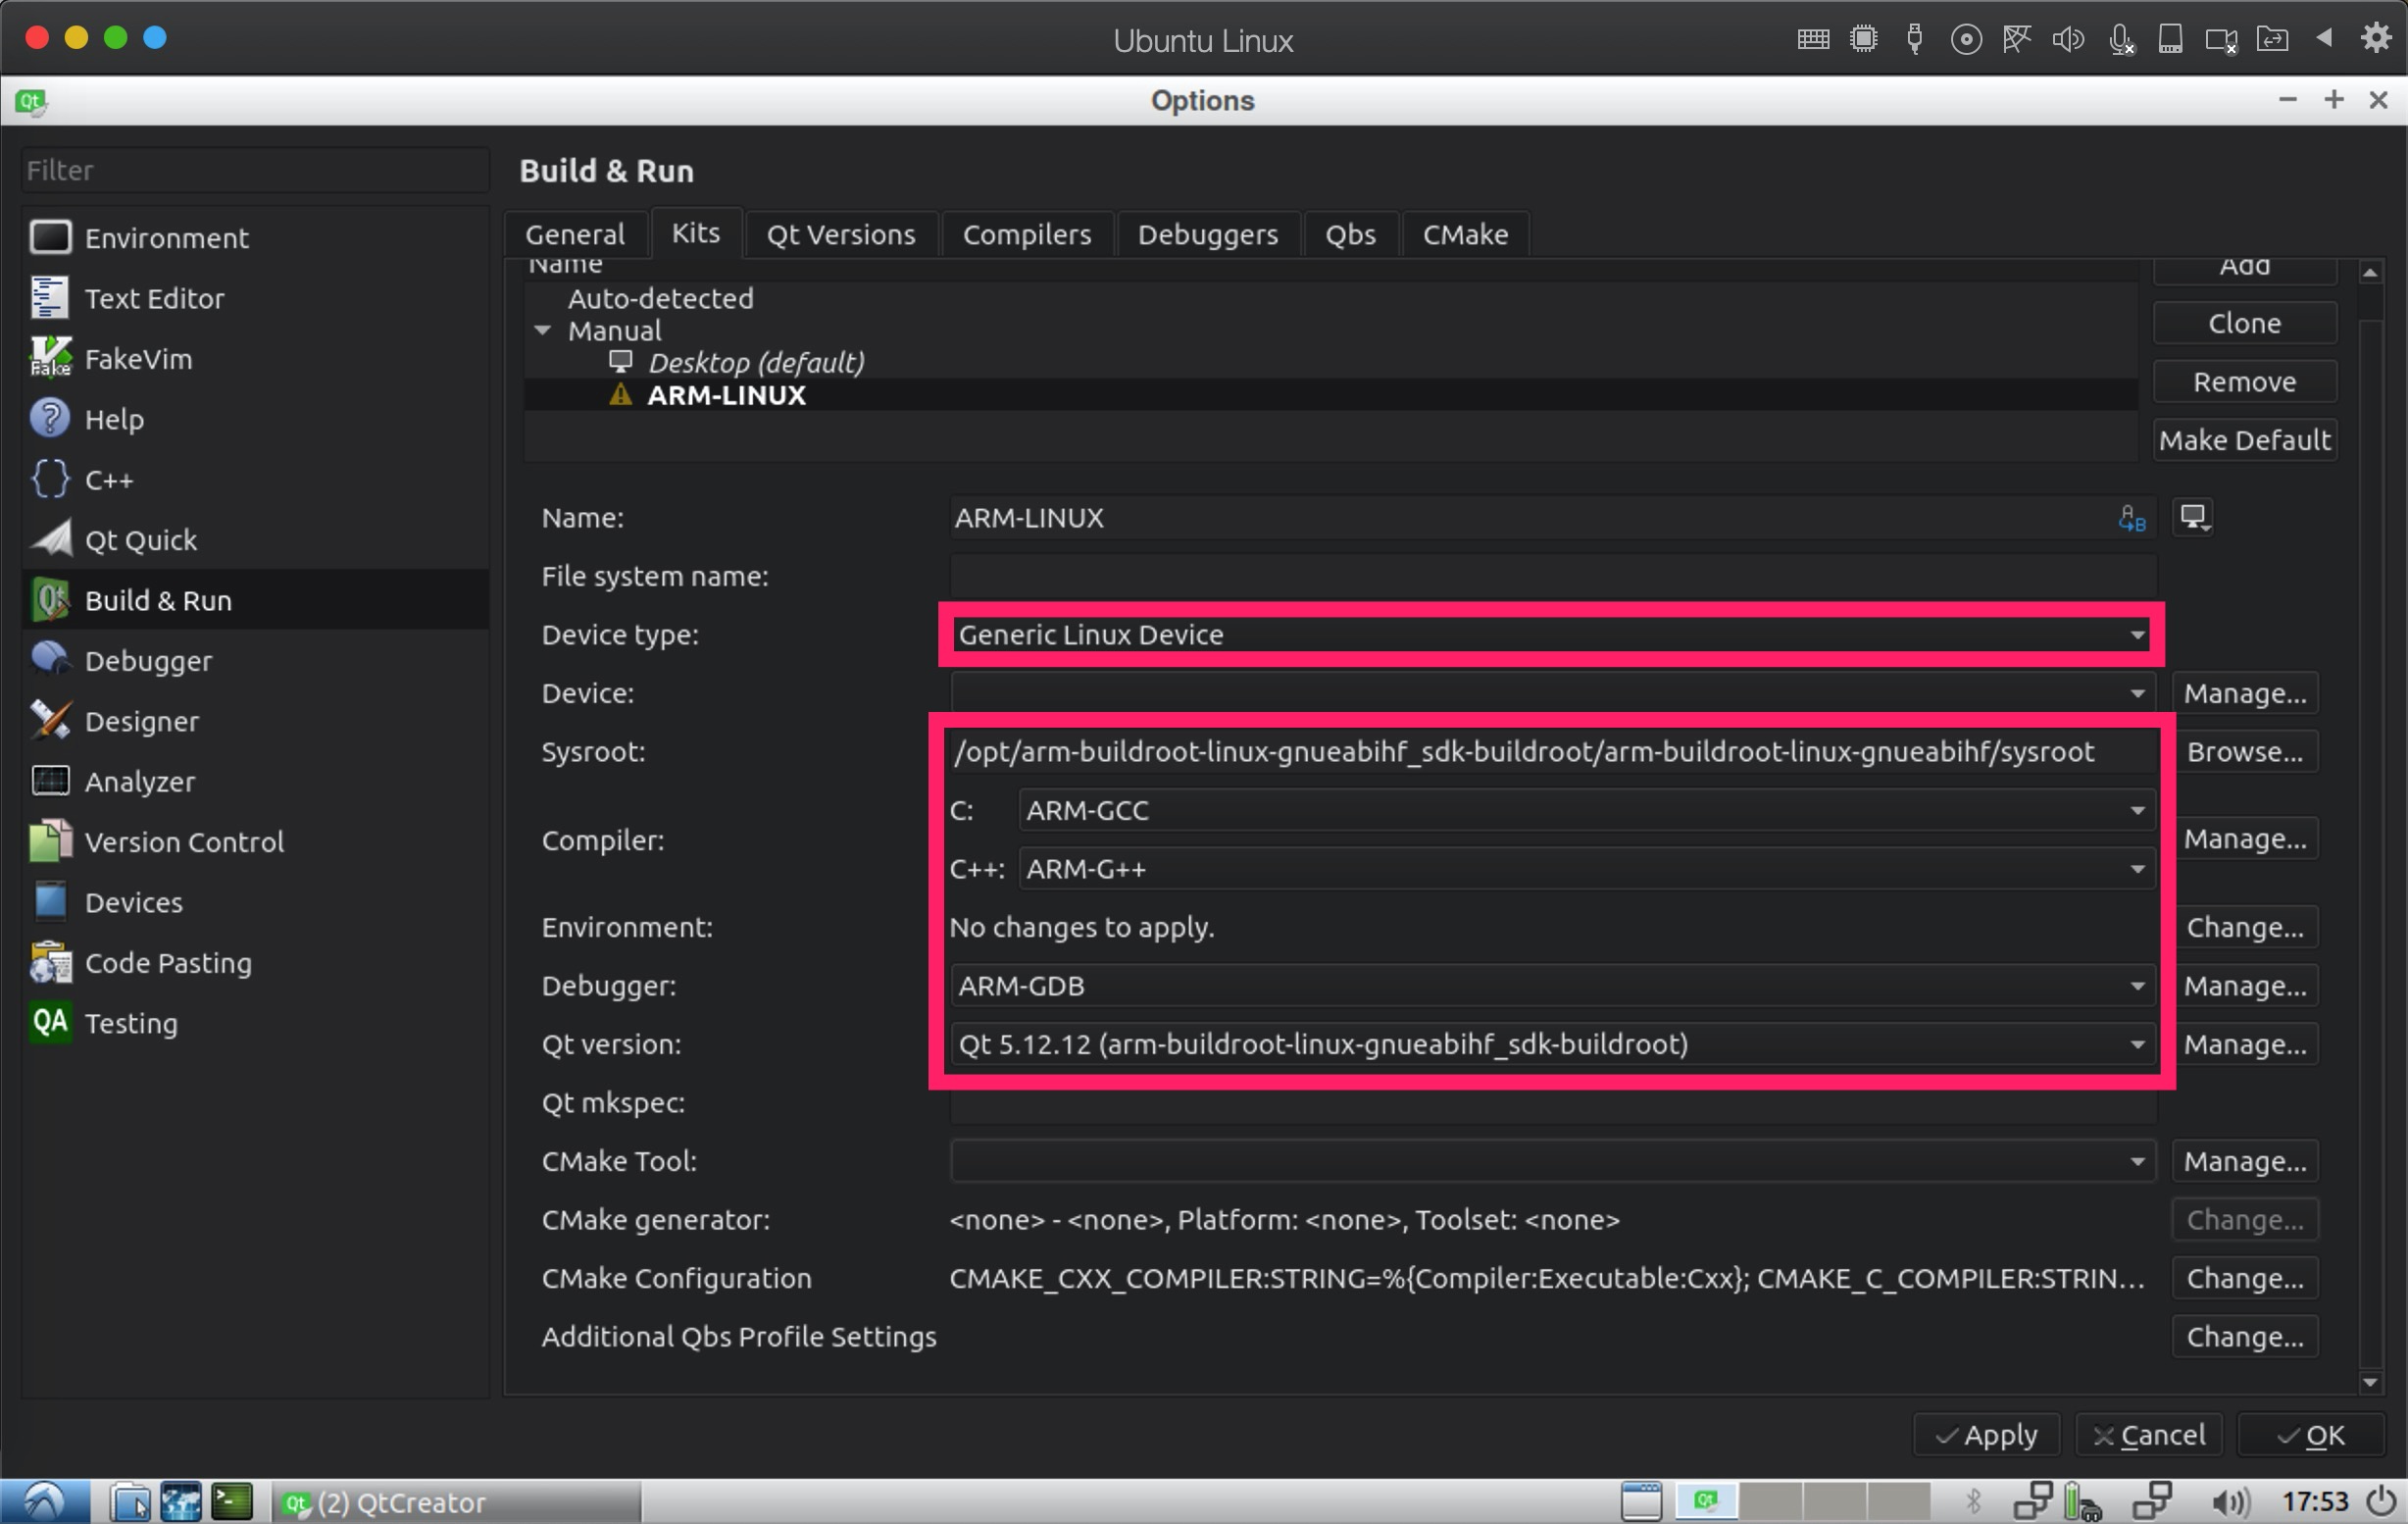 Ubuntu Linux
Options
Filter
Environment
Text Editor
FakeVim
Help
C++
Qt Quick
Build & Run
Debugger
Designer
Analyzer
Version Control
Devices
Code Pasting
Testing
Build & Run
General Kits Qt Versions Compilers Debuggers Qbs CMake
Name
Auto-detected
Manual
Desktop (default)
ARM-LINUX
Add
Clone
Remove
Make Default
Name: ARM-LINUX
File system name:
Device type: Generic Linux Device
Device: Manage...
Sysroot: /opt/arm-buildroot-linux-gnueabihf_sdk-buildroot/arm-buildroot-linux-gnueabihf/sysroot Browse...
C: ARM-GCC
Compiler: Manage...
C++: ARM-G++
Environment: No changes to apply. Change...
Debugger: ARM-GDB Manage...
Qt version: Qt 5.12.12 (arm-buildroot-linux-gnueabihf_sdk-buildroot) Manage...
Qt mkspec:
CMake Tool: Manage...
CMake generator: <none> - <none>, Platform: <none>, Toolset: <none> Change...
CMake Configuration CMAKE_CXX_COMPILER:STRING=%{Compiler:Executable:Cxx}; CMAKE_C_COMPILER:STRIN... Change...
Additional Qbs Profile Settings Change...
Apply Cancel OK
(2) QtCreator
17:53